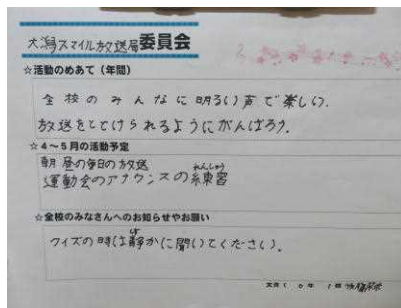 大潟スマイル放送局委員会
☆活動のめあて（年間）
全校のみんなに明るい声で楽しい
放送をとどけられるようにがんばろう。
☆4～5月の活動予定
朝昼の毎日の放送
運動会のアナウンスの練習
れんしゅう
☆全校のみなさんへのお知らせやお願い
クイズの時は静かに聞いてください。